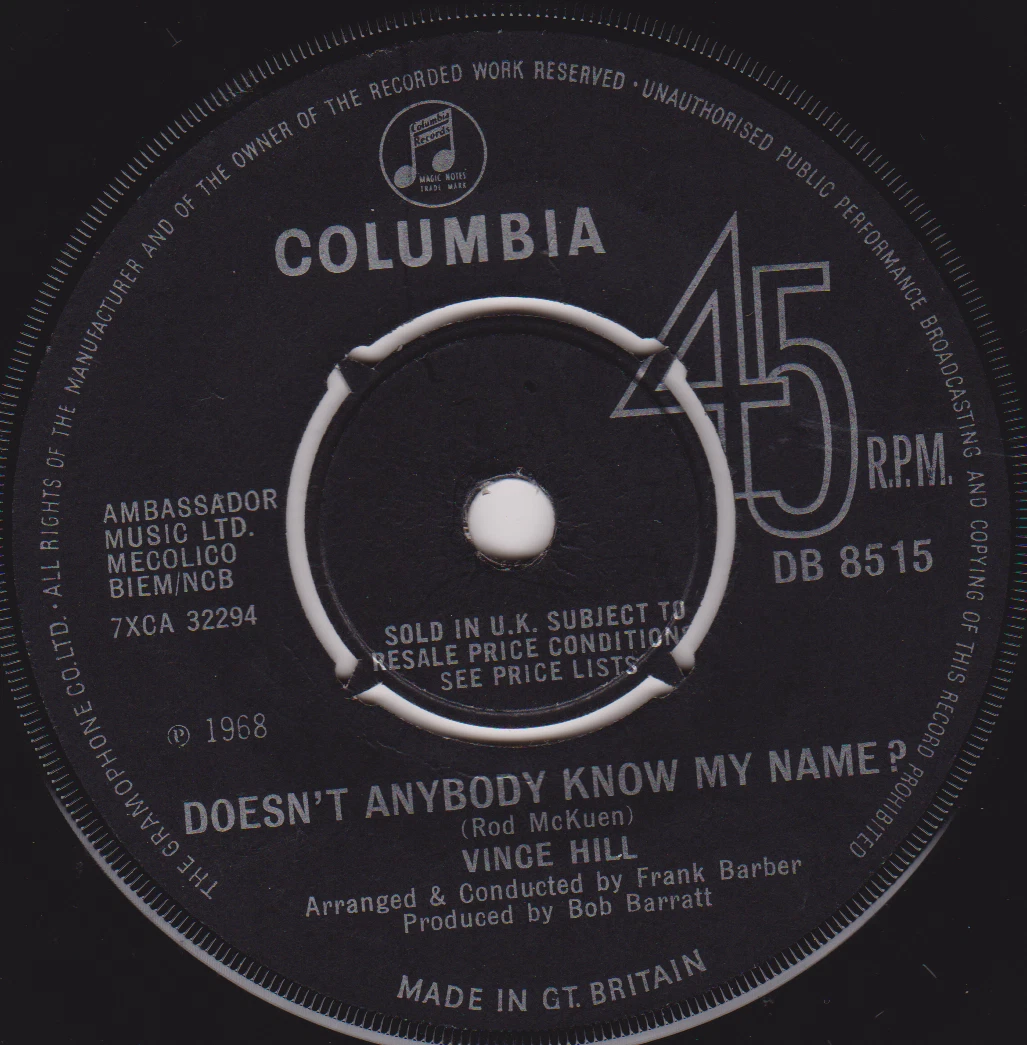 THE GRAMOPHONE CO. LTD. · ALL RIGHTS OF THE MANUFACTURER AND OF THE OWNER OF THE RECORDED WORK RESERVED · UNAUTHORISED PUBLIC PERFORMANCE BROADCASTING AND COPYING OF THIS RECORD PROHIBITED
Columbia
Records
MAGIC NOTES
TRADE MARK
COLUMBIA
45
R.P.M.
AMBASSADOR
MUSIC LTD.
MECOLICO
BIEM/NCB
7XCA 32294
DB 8515
SOLD IN U.K. SUBJECT TO
RESALE PRICE CONDITIONS
SEE PRICE LISTS
℗ 1968
DOESN'T ANYBODY KNOW MY NAME?
(Rod McKuen)
VINCE HILL
Arranged & Conducted by Frank Barber
Produced by Bob Barratt
MADE IN GT. BRITAIN